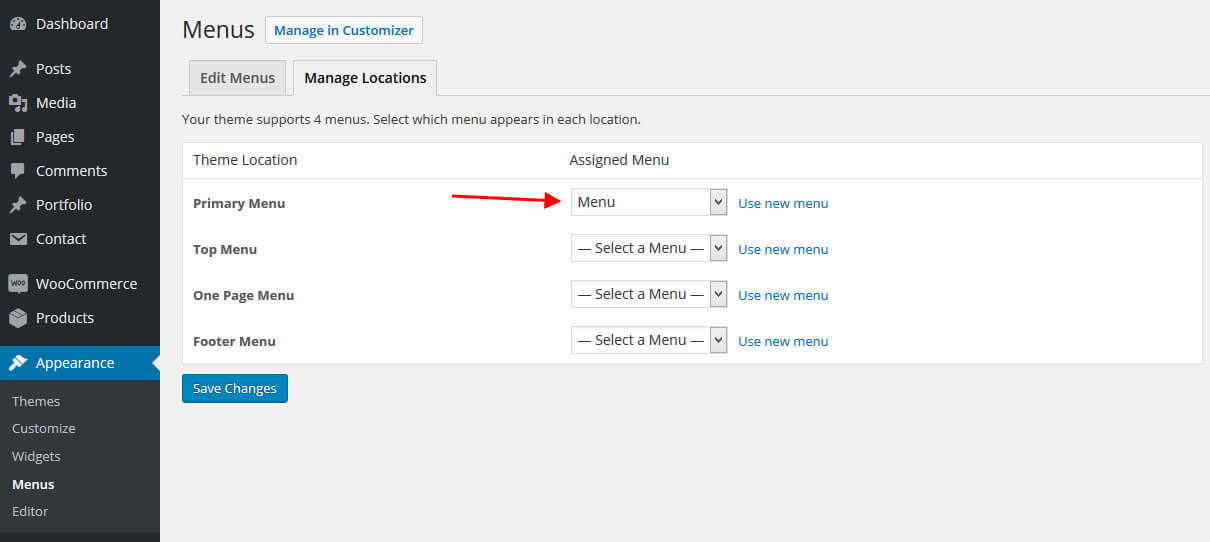 Dashboard
Posts
Media
Pages
Comments
Portfolio
Contact
WOO WooCommerce
Products
Appearance
Themes
Customize
Widgets
Menus
Editor
Menus Manage in Customizer
Edit Menus Manage Locations
Your theme supports 4 menus. Select which menu appears in each location.
Theme Location Assigned Menu
Primary Menu Menu Use new menu
Top Menu — Select a Menu — Use new menu
One Page Menu — Select a Menu — Use new menu
Footer Menu — Select a Menu — Use new menu
Save Changes